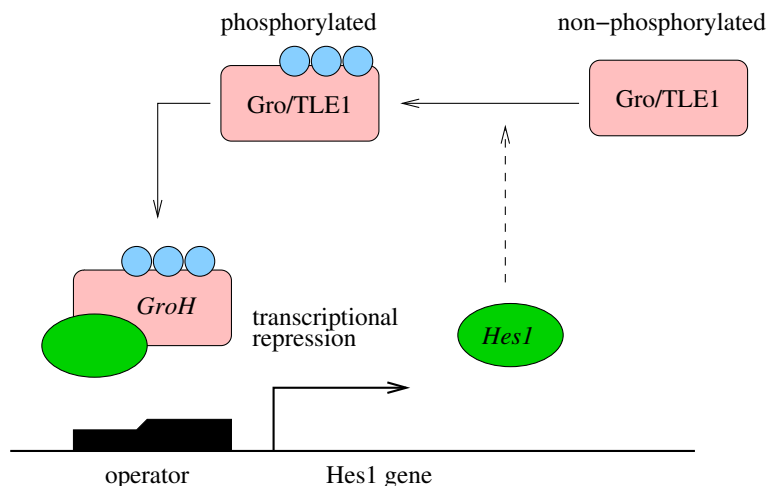 phosphorylated
non−phosphorylated
Gro/TLE1
Gro/TLE1
GroH
transcriptional
repression
Hes1
operator
Hes1 gene